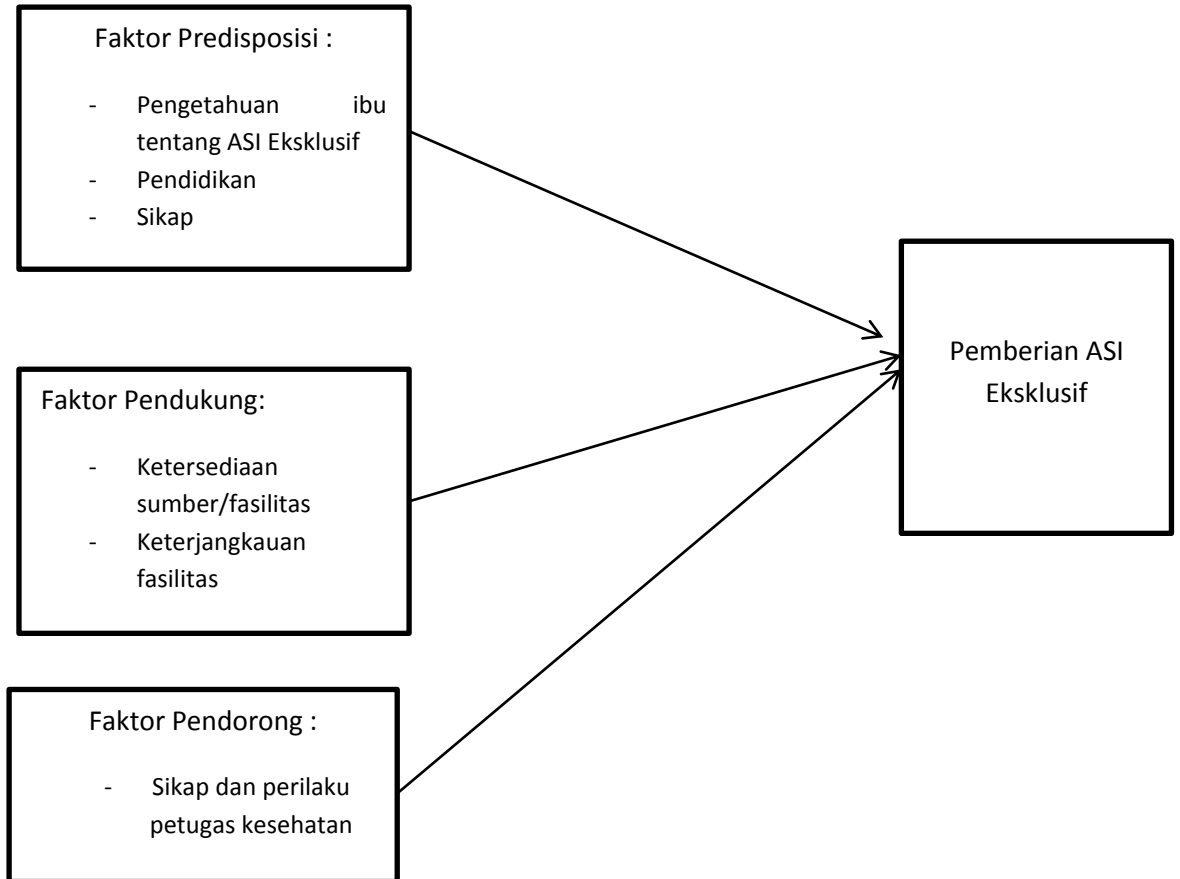 Faktor Predisposisi :
- Pengetahuan ibu
tentang ASI Eksklusif
- Pendidikan
- Sikap
Pemberian ASI
Eksklusif
Faktor Pendukung:
- Ketersediaan
sumber/fasilitas
- Keterjangkauan
fasilitas
Faktor Pendorong :
- Sikap dan perilaku
petugas kesehatan